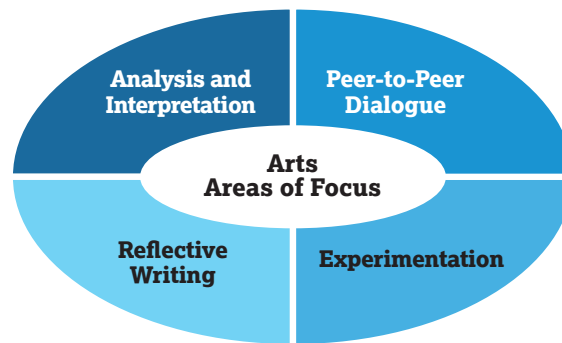 Analysis and
Interpretation
Peer-to-Peer
Dialogue
Arts
Areas of Focus
Reflective
Writing
Experimentation